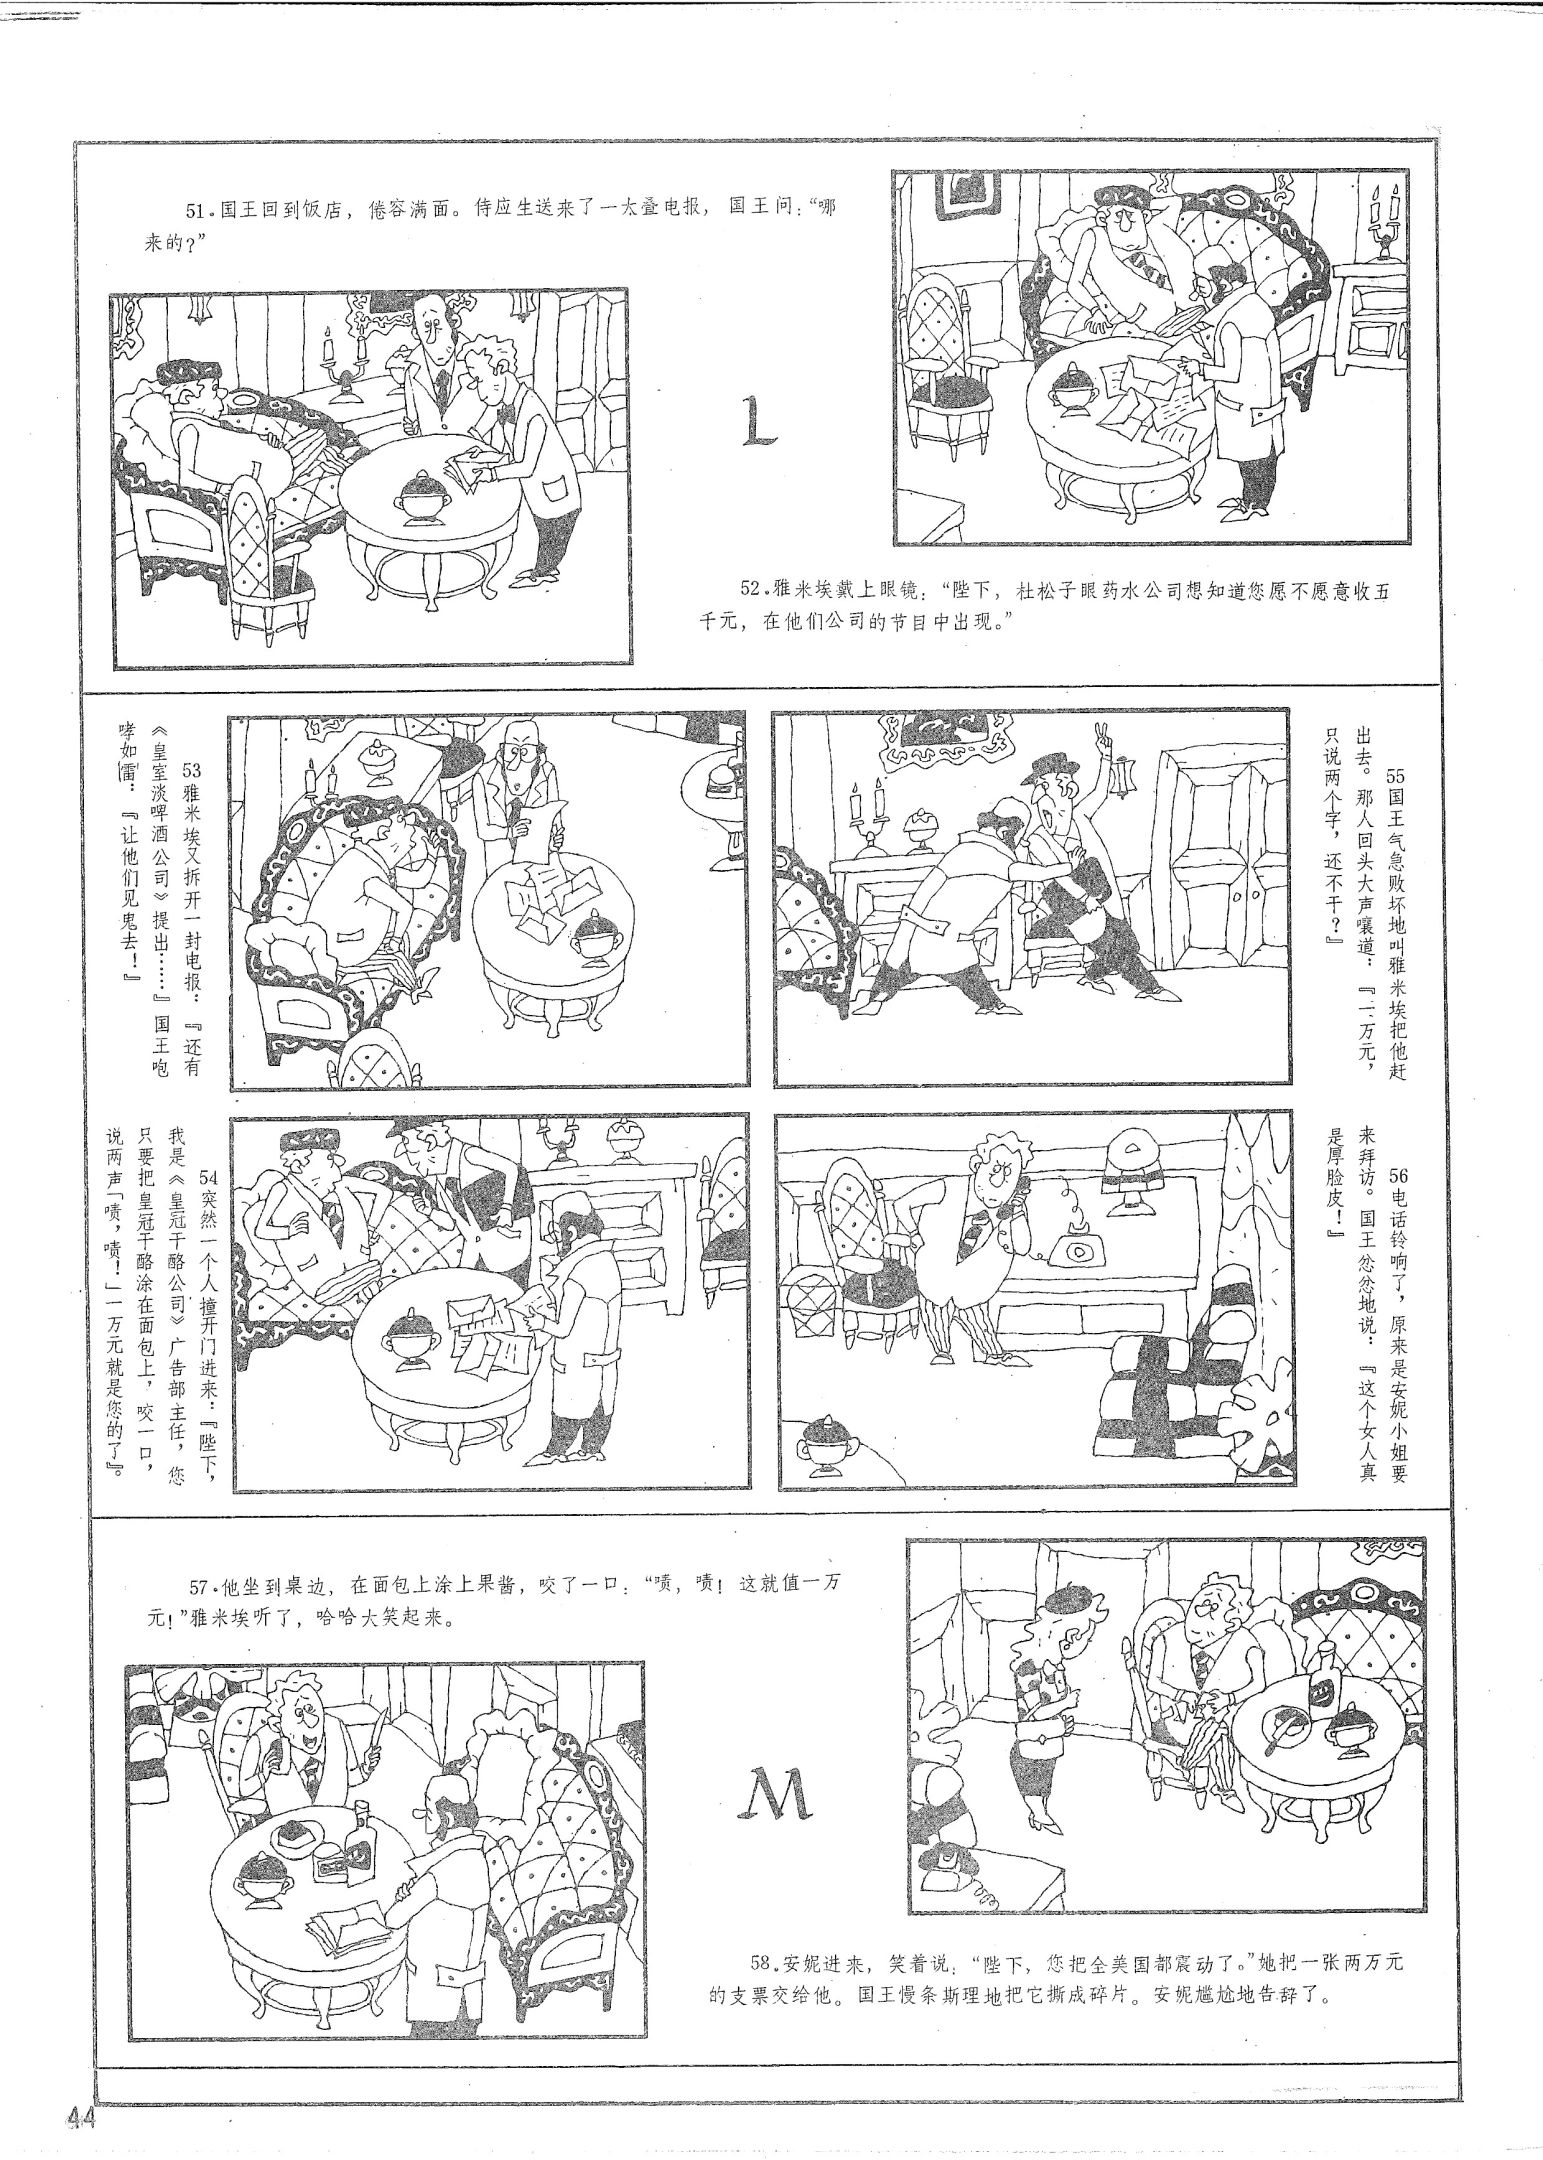 51.国王回到饭店，倦容满面。侍应生送来了一大叠电报，国王问：“哪
来的？”
L
52.雅米埃戴上眼镜：“陛下，杜松子眼药水公司想知道您愿不愿意收五
千元，在他们公司的节目中出现。”
53雅米埃又拆开一封电报：『还有
《皇室淡啤酒公司》提出……』国王咆
哮如雷：『让他们见鬼去！』
54突然一个人撞开门进来：『陛下，
我是《皇冠干酪公司》广告部主任，您
只要把皇冠干酪涂在面包上，咬一口，
说两声「啧，啧！」一万元就是您的了』。
55国王气急败坏地叫雅米埃把他赶
出去。那人回头大声嚷道：『一万元，
只说两个字，还不干？』
56电话铃响了，原来是安妮小姐要
来拜访。国王忿忿地说：『这个女人真
是厚脸皮！』
57.他坐到桌边，在面包上涂上果酱，咬了一口：“啧，啧！这就值一万
元！”雅米埃听了，哈哈大笑起来。
M
58.安妮进来，笑着说：“陛下，您把全美国都震动了。”她把一张两万元
的支票交给他。国王慢条斯理地把它撕成碎片。安妮尴尬地告辞了。
44